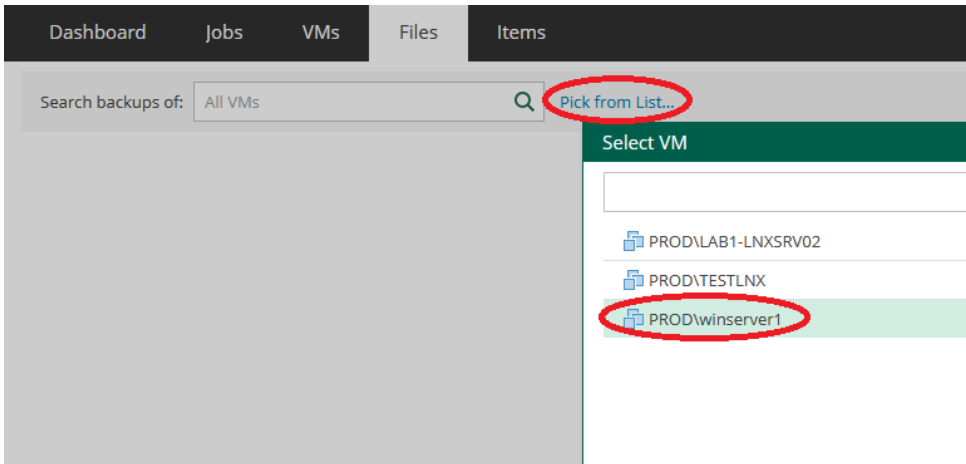 Dashboard Jobs VMs Files Items
Search backups of: All VMs Pick from List...
Select VM
PROD\LAB1-LNXSRV02
PROD\TESTLNX
PROD\winserver1